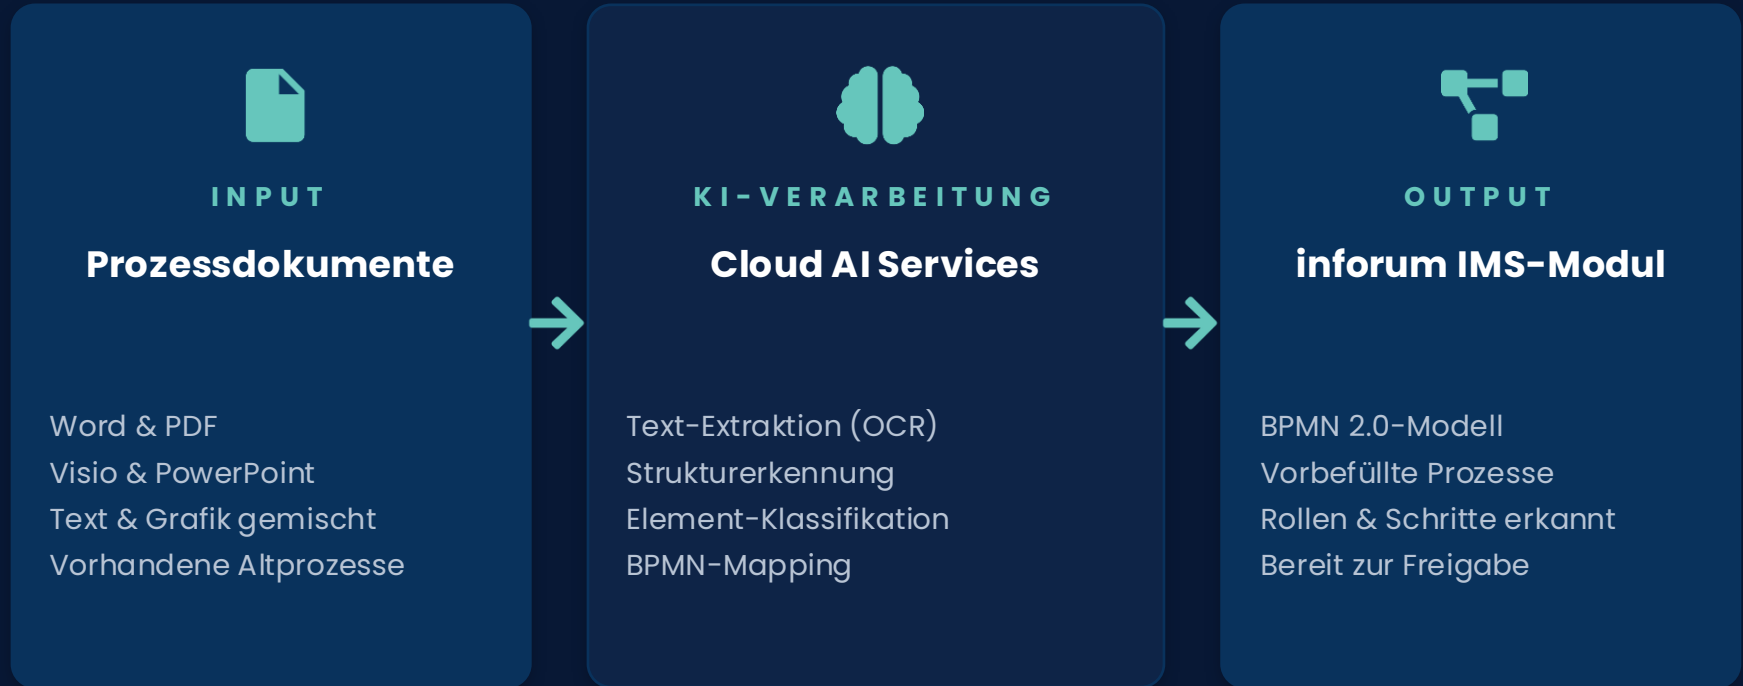 INPUT
Prozessdokumente
Word & PDF
Visio & PowerPoint
Text & Grafik gemischt
Vorhandene Altprozesse
KI-VERARBEITUNG
Cloud AI Services
Text-Extraktion (OCR)
Strukturerkennung
Element-Klassifikation
BPMN-Mapping
OUTPUT
inforum IMS-Modul
BPMN 2.0-Modell
Vorbefüllte Prozesse
Rollen & Schritte erkannt
Bereit zur Freigabe